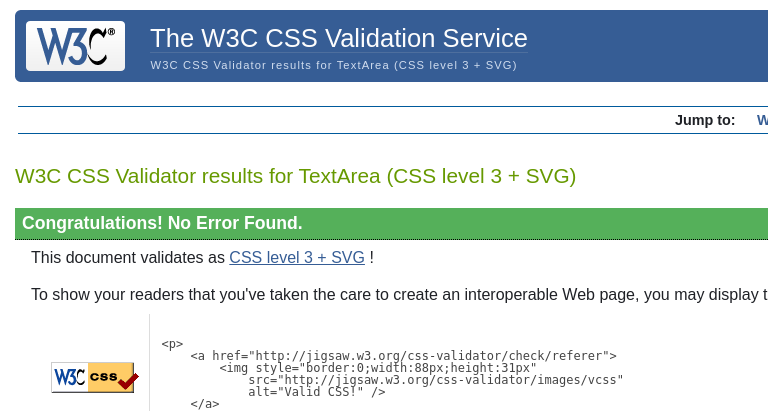 W3C®
The W3C CSS Validation Service
W3C CSS Validator results for TextArea (CSS level 3 + SVG)
Jump to: W
W3C CSS Validator results for TextArea (CSS level 3 + SVG)
Congratulations! No Error Found.
This document validates as CSS level 3 + SVG !
To show your readers that you've taken the care to create an interoperable Web page, you may display t
<p>
<a href="http://jigsaw.w3.org/css-validator/check/referer">
<img style="border:0;width:88px;height:31px"
src="http://jigsaw.w3.org/css-validator/images/vcss"
alt="Valid CSS!" />
</a>
W3C css